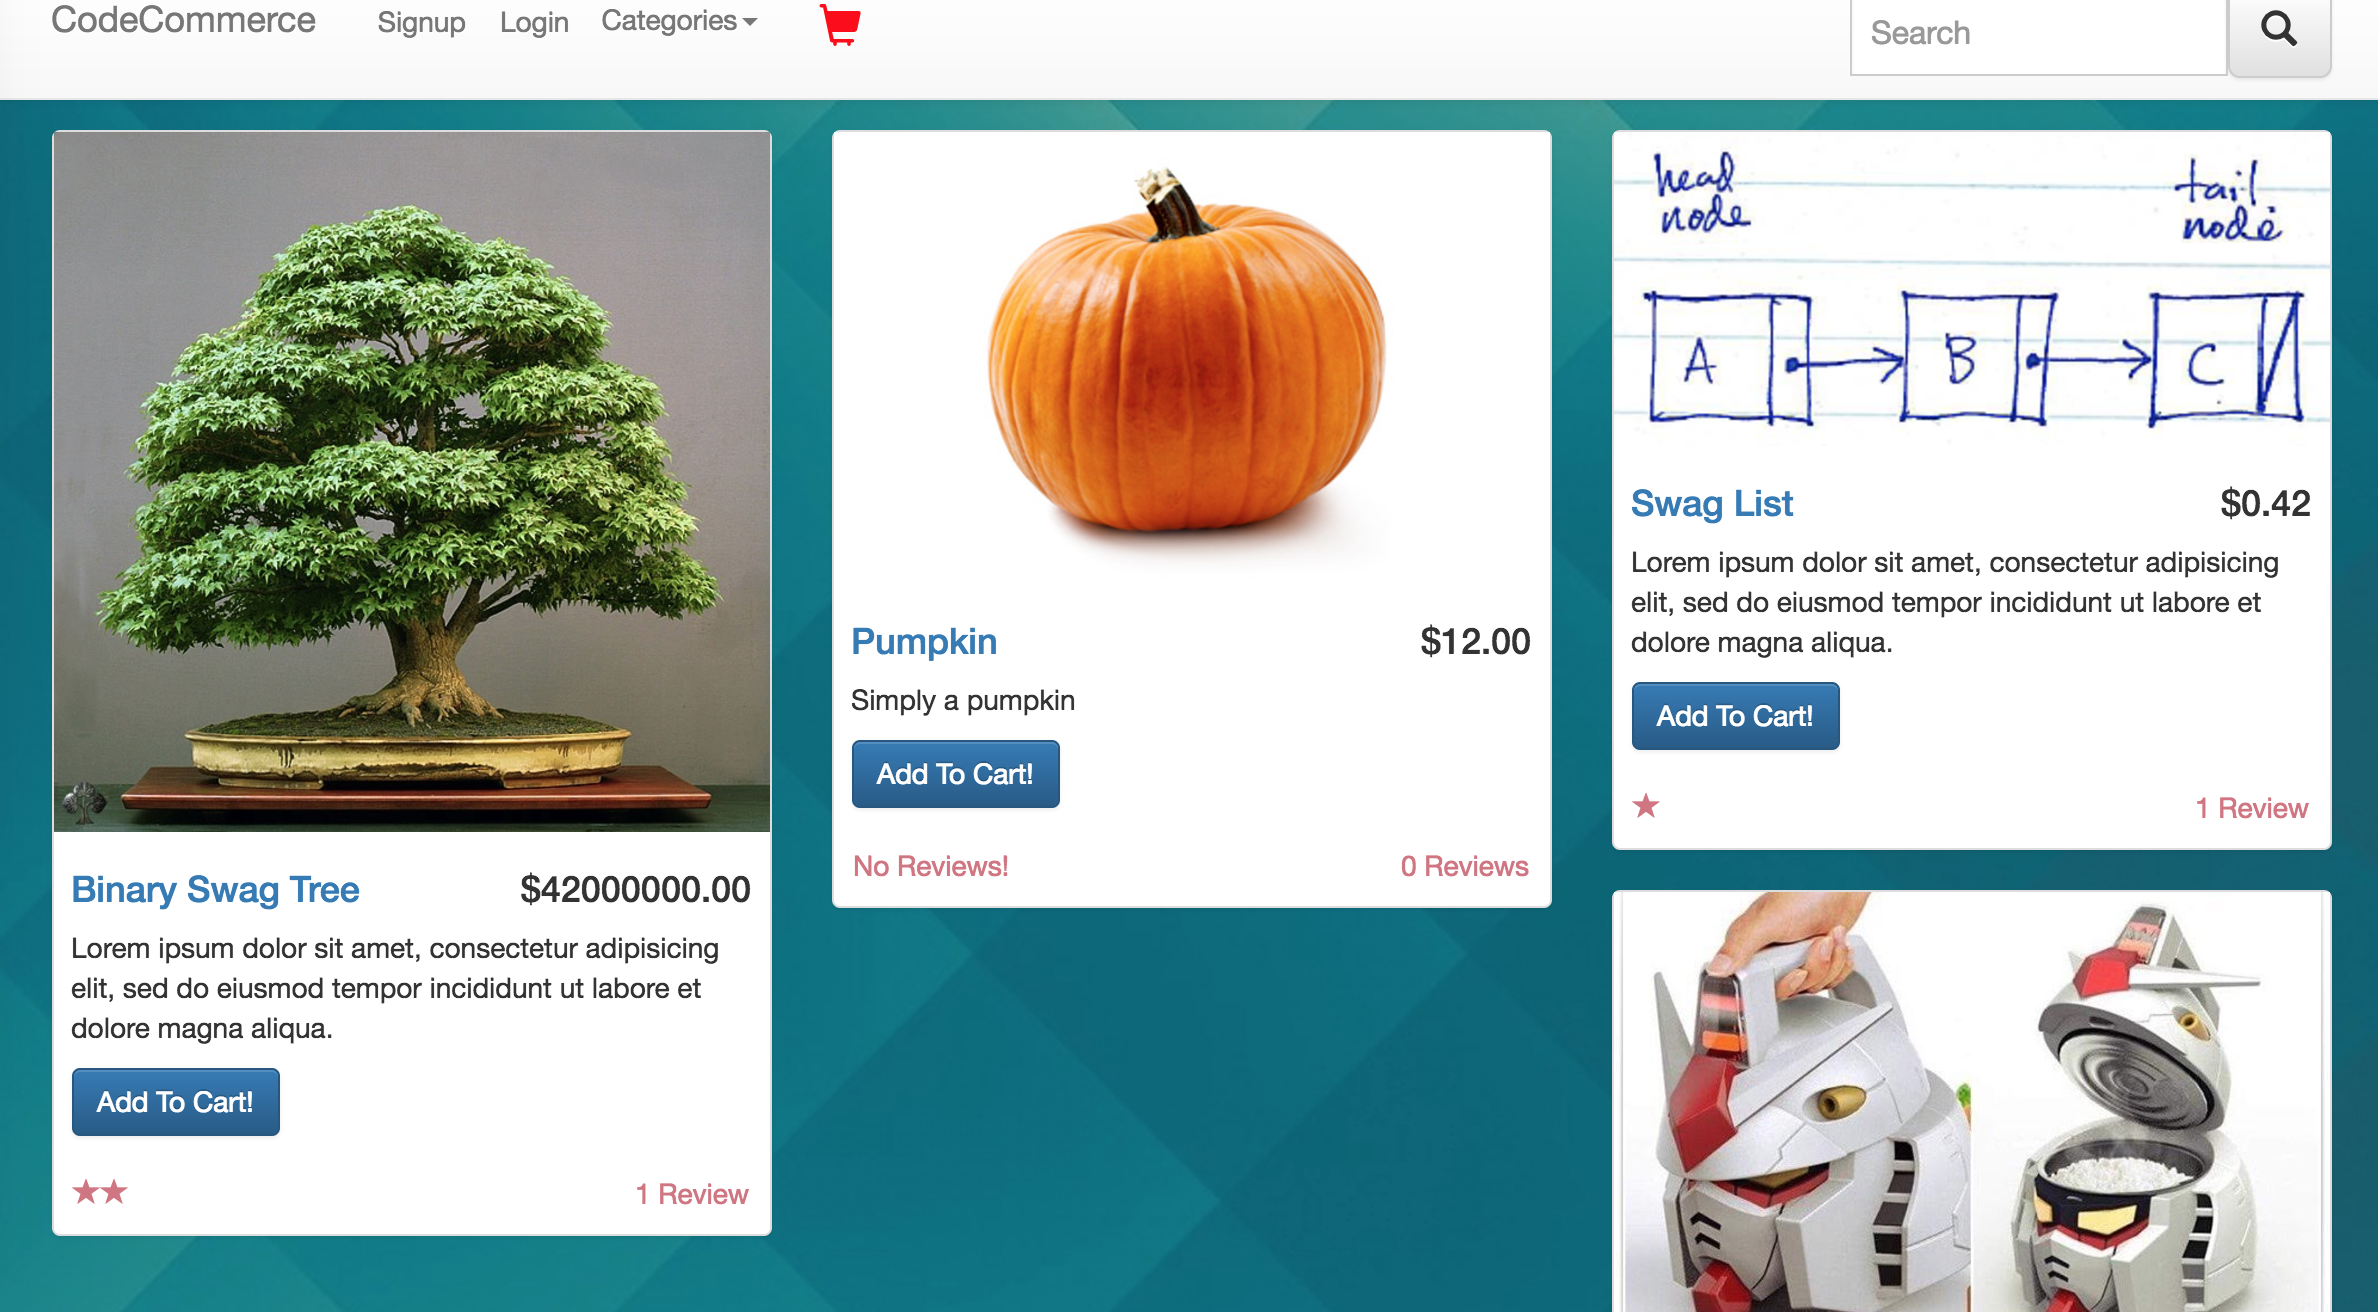 CodeCommerce Signup Login Categories
Search
Binary Swag Tree $42000000.00
Lorem ipsum dolor sit amet, consectetur adipisicing
elit, sed do eiusmod tempor incididunt ut labore et
dolore magna aliqua.
Add To Cart!
★★ 1 Review
Pumpkin $12.00
Simply a pumpkin
Add To Cart!
No Reviews! 0 Reviews
head tail
node node
A B C
Swag List $0.42
Lorem ipsum dolor sit amet, consectetur adipisicing
elit, sed do eiusmod tempor incididunt ut labore et
dolore magna aliqua.
Add To Cart!
★ 1 Review